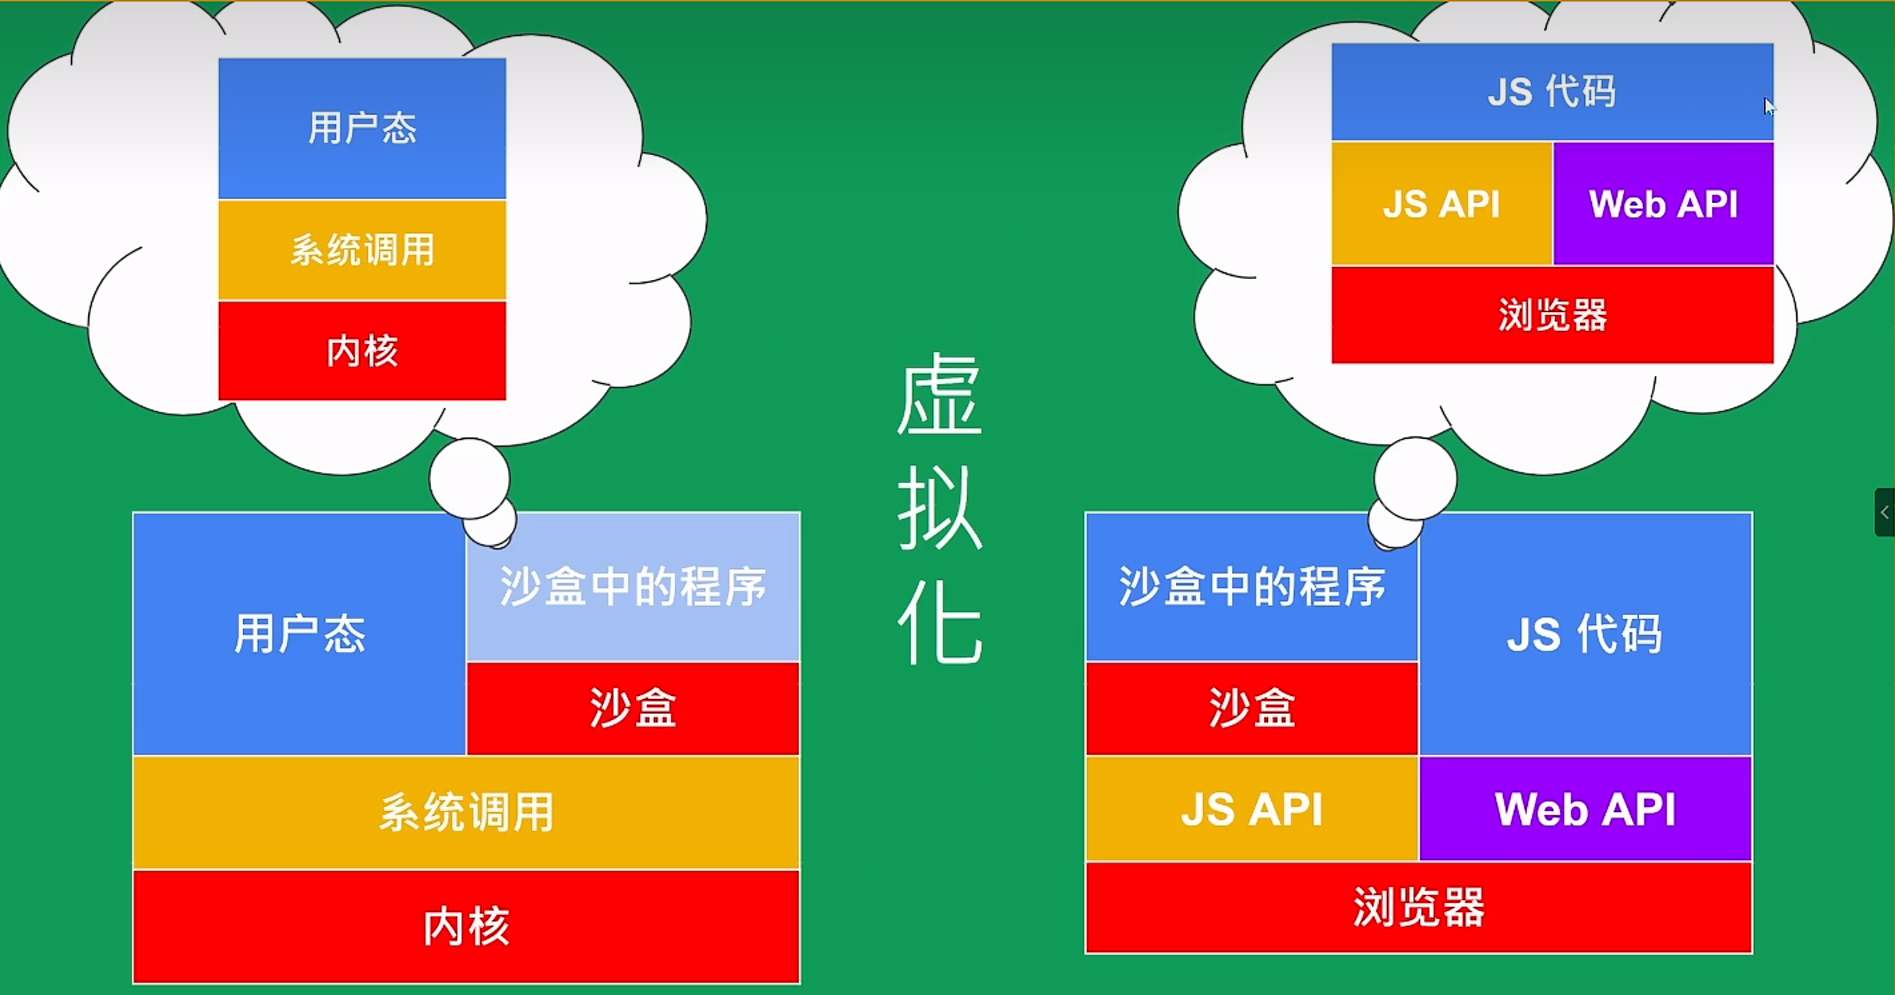 用户态
系统调用
内核
JS 代码
JS API
Web API
浏览器
虚
拟
化
用户态
沙盒中的程序
沙盒
系统调用
内核
沙盒中的程序
JS 代码
沙盒
JS API
Web API
浏览器